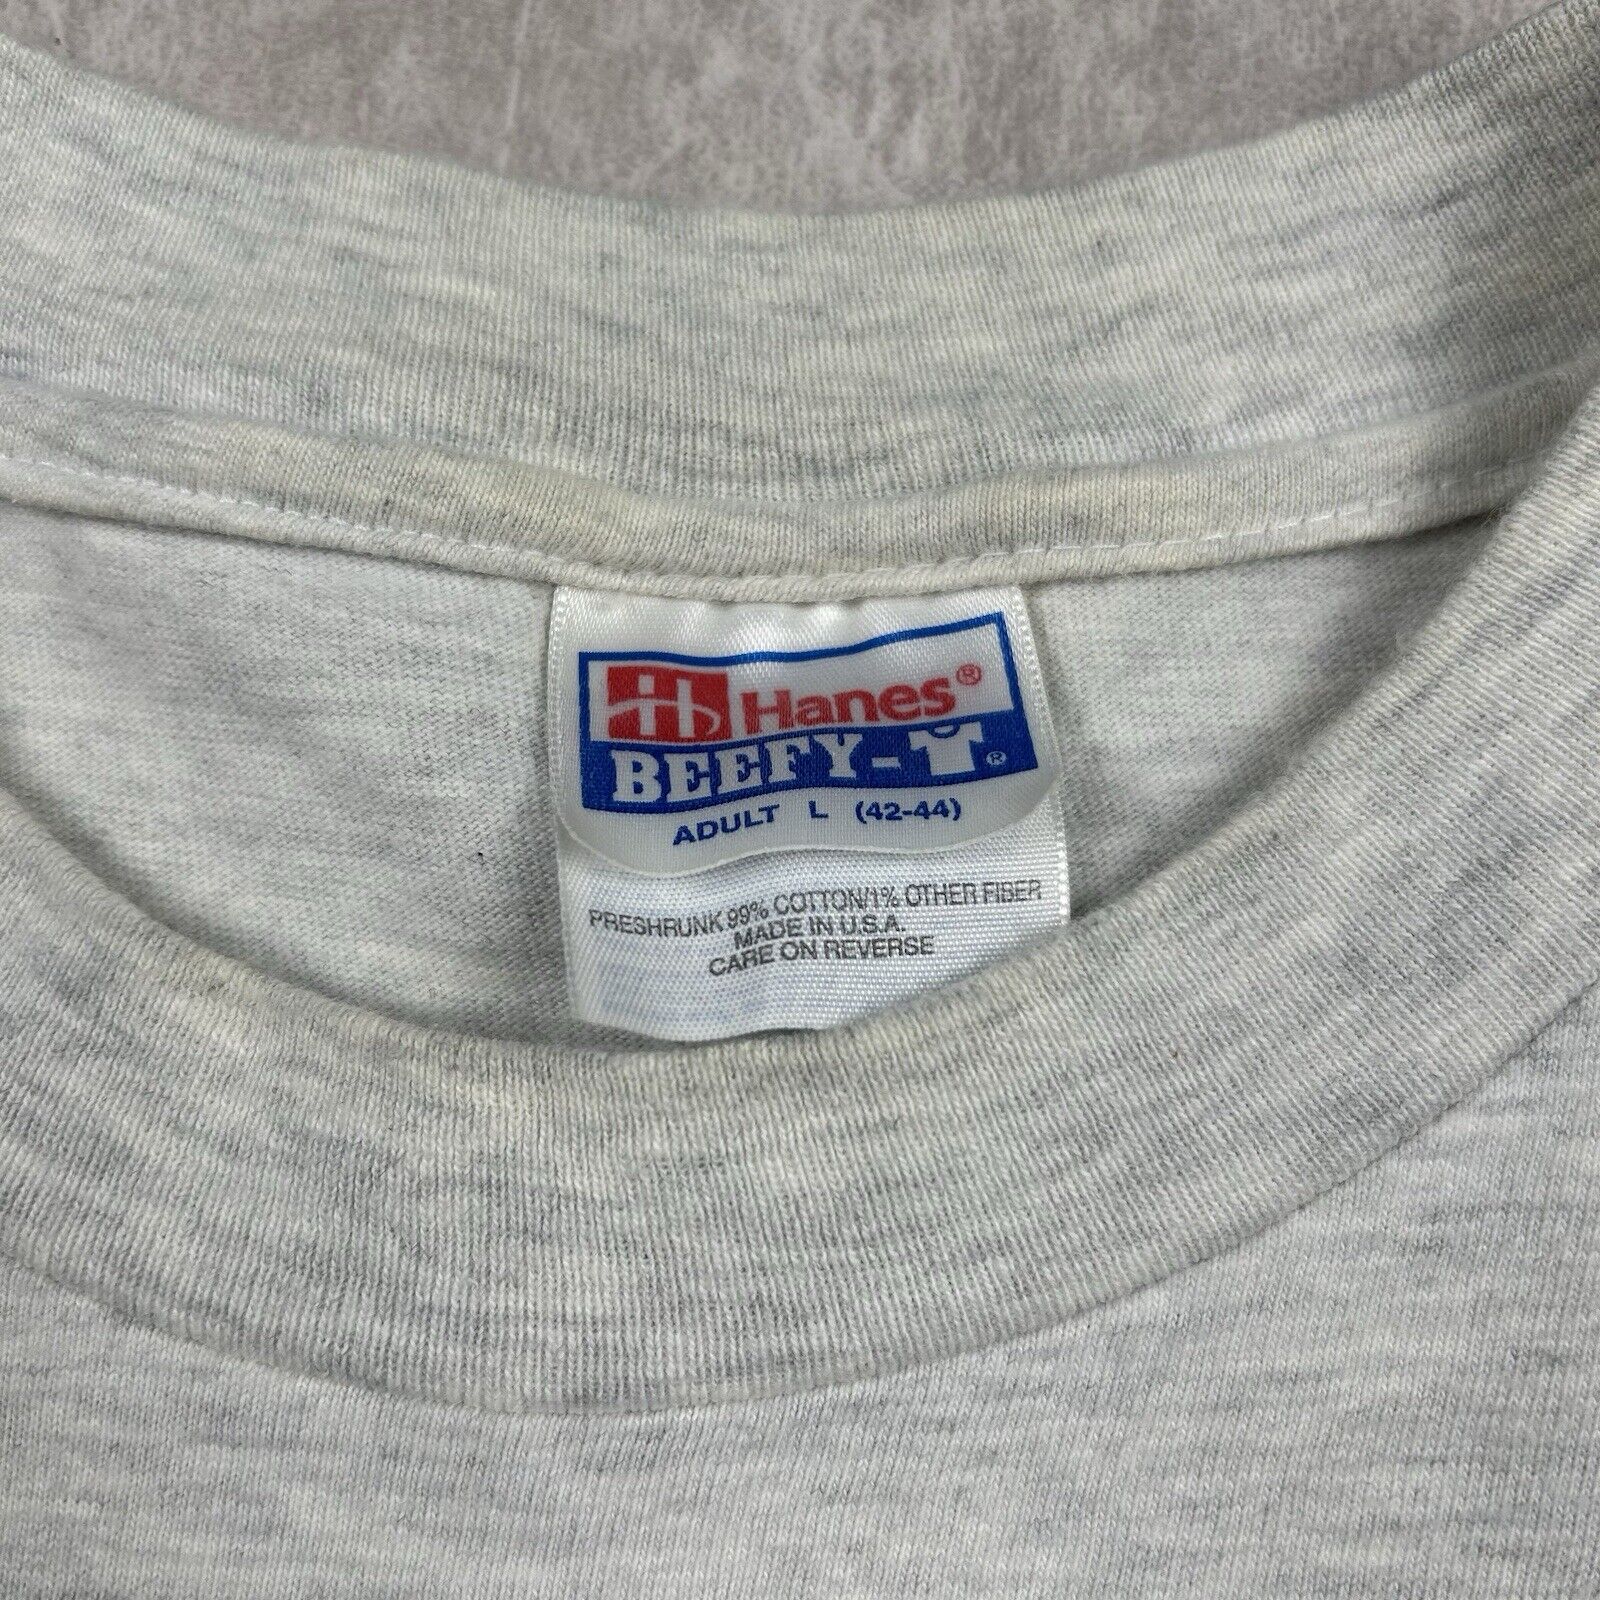 Hanes®
BEEFY-T®
ADULT L (42-44)
PRESHRUNK 99% COTTON/1% OTHER FIBER
MADE IN U.S.A.
CARE ON REVERSE